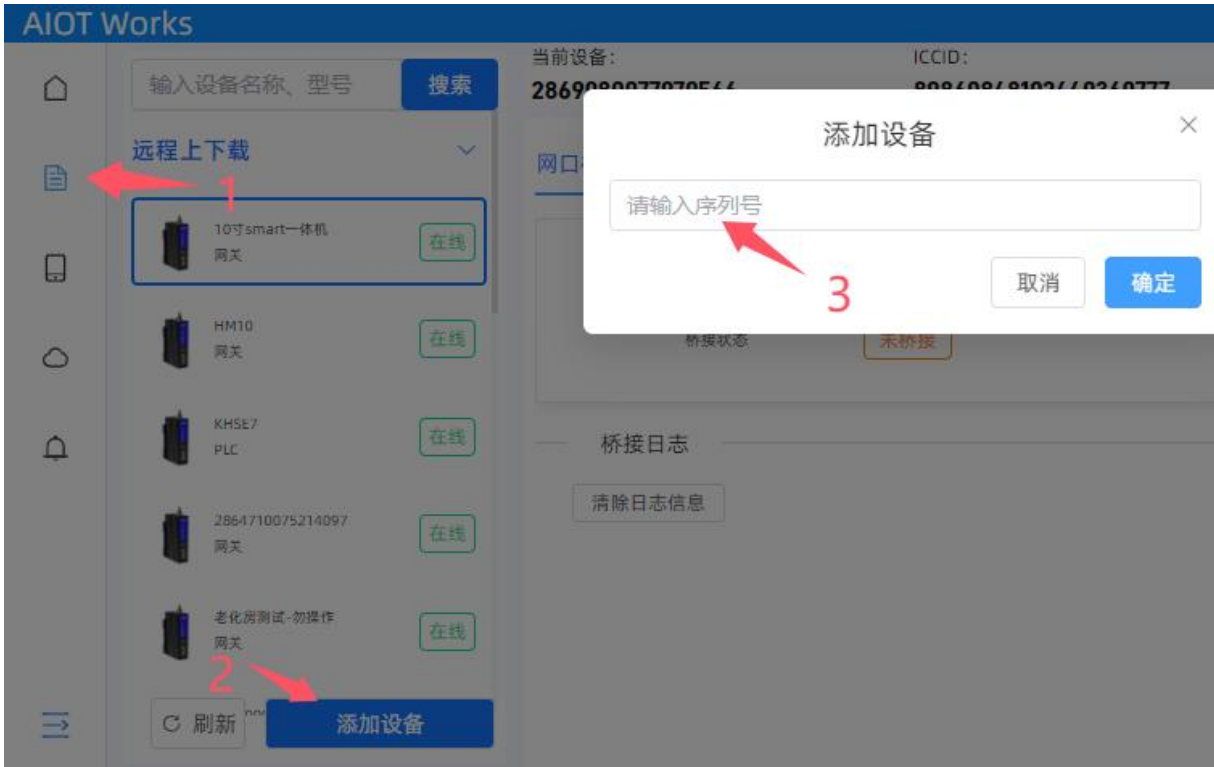 AIOT Works
输入设备名称、型号
搜索
远程上下载
1
10寸smart一体机
网关
在线
HM10
网关
在线
KHSE7
PLC
在线
2864710075214097
网关
在线
老化房测试-勿操作
网关
在线
2
刷新
添加设备
当前设备:
ICCID:
网口
添加设备
请输入序列号
3
取消
确定
桥接状态
未桥接
桥接日志
清除日志信息